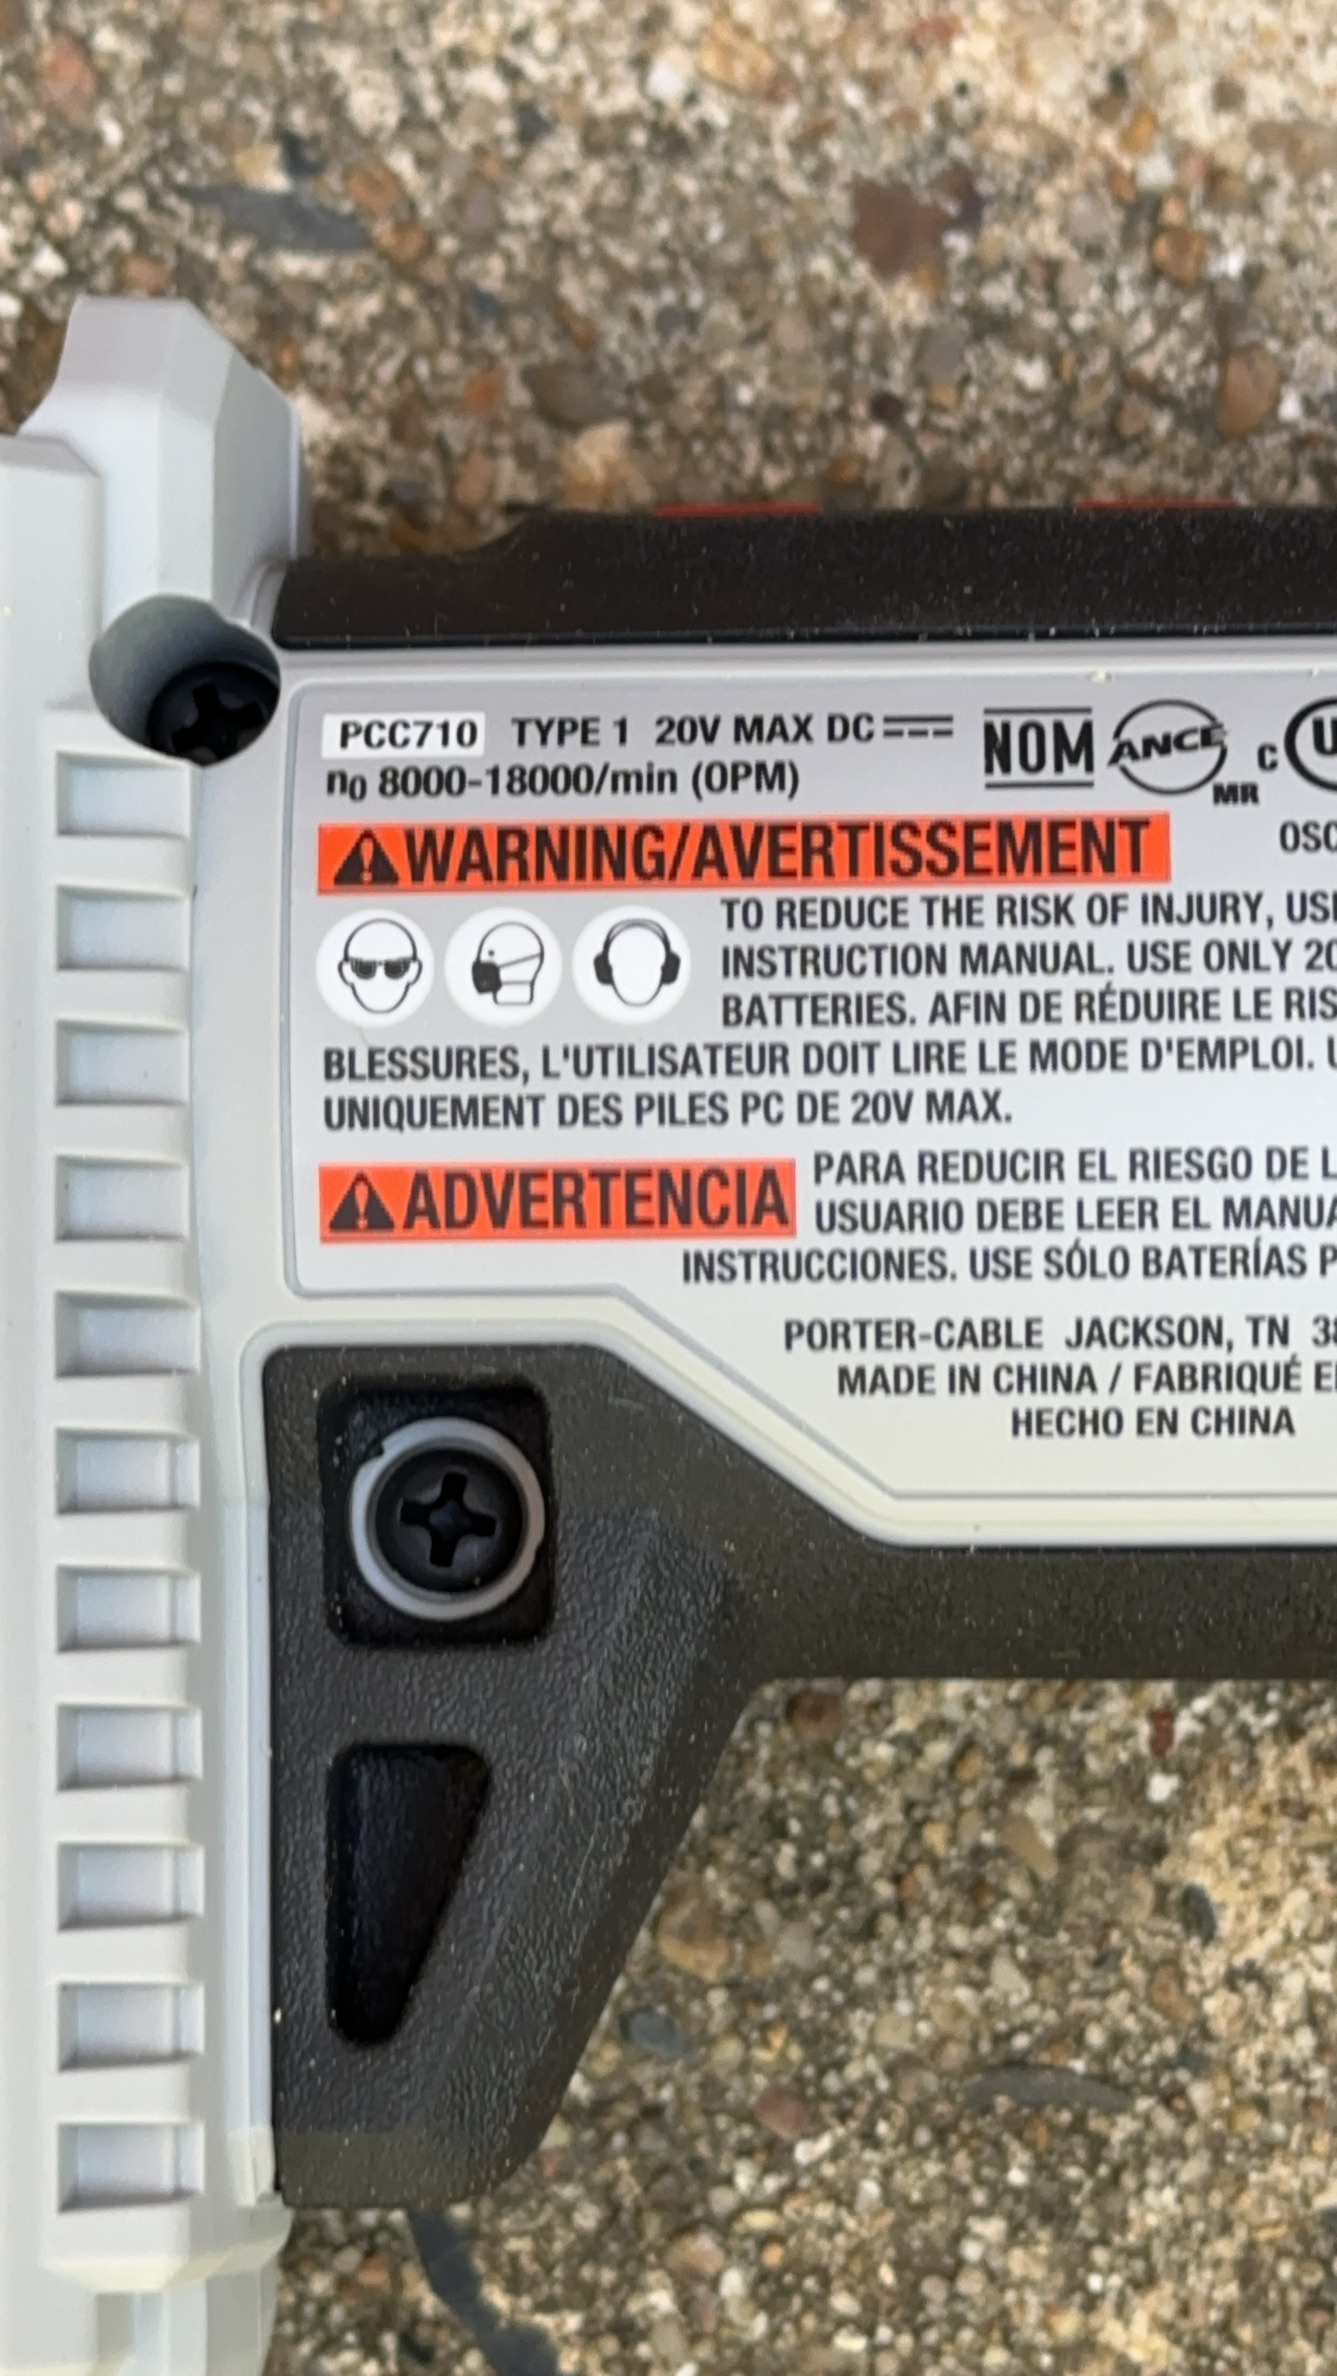 PCC710 TYPE 1 20V MAX DC
n0 8000-18000/min (OPM)
NOM ANCE MR C U
WARNING/AVERTISSEMENT
OSC
TO REDUCE THE RISK OF INJURY,
INSTRUCTION MANUAL. USE ONLY
BATTERIES. AFIN DE RÉDUIRE LE
BLESSURES, L'UTILISATEUR DOIT LIRE LE MODE D'EMPLOI.
UNIQUEMENT DES PILES PC DE 20V MAX.
ADVERTENCIA
PARA REDUCIR EL RIESGO DE
USUARIO DEBE LEER EL
INSTRUCCIONES. USE SÓLO BATERÍAS
PORTER-CABLE JACKSON, TN
MADE IN CHINA / FABRIQUÉ
HECHO EN CHINA